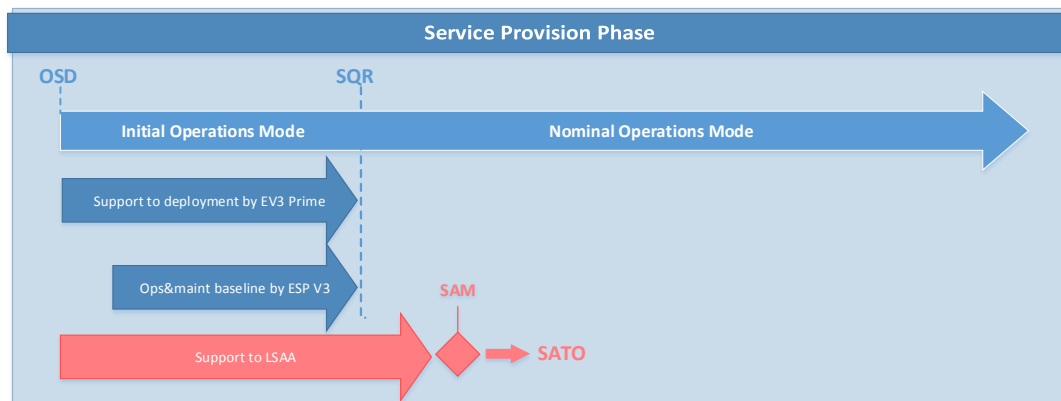 Service Provision Phase
OSD
SQR
Initial Operations Mode
Nominal Operations Mode
Support to deployment by EV3 Prime
Ops&maint baseline by ESP V3
SAM
Support to LSAA
SATO